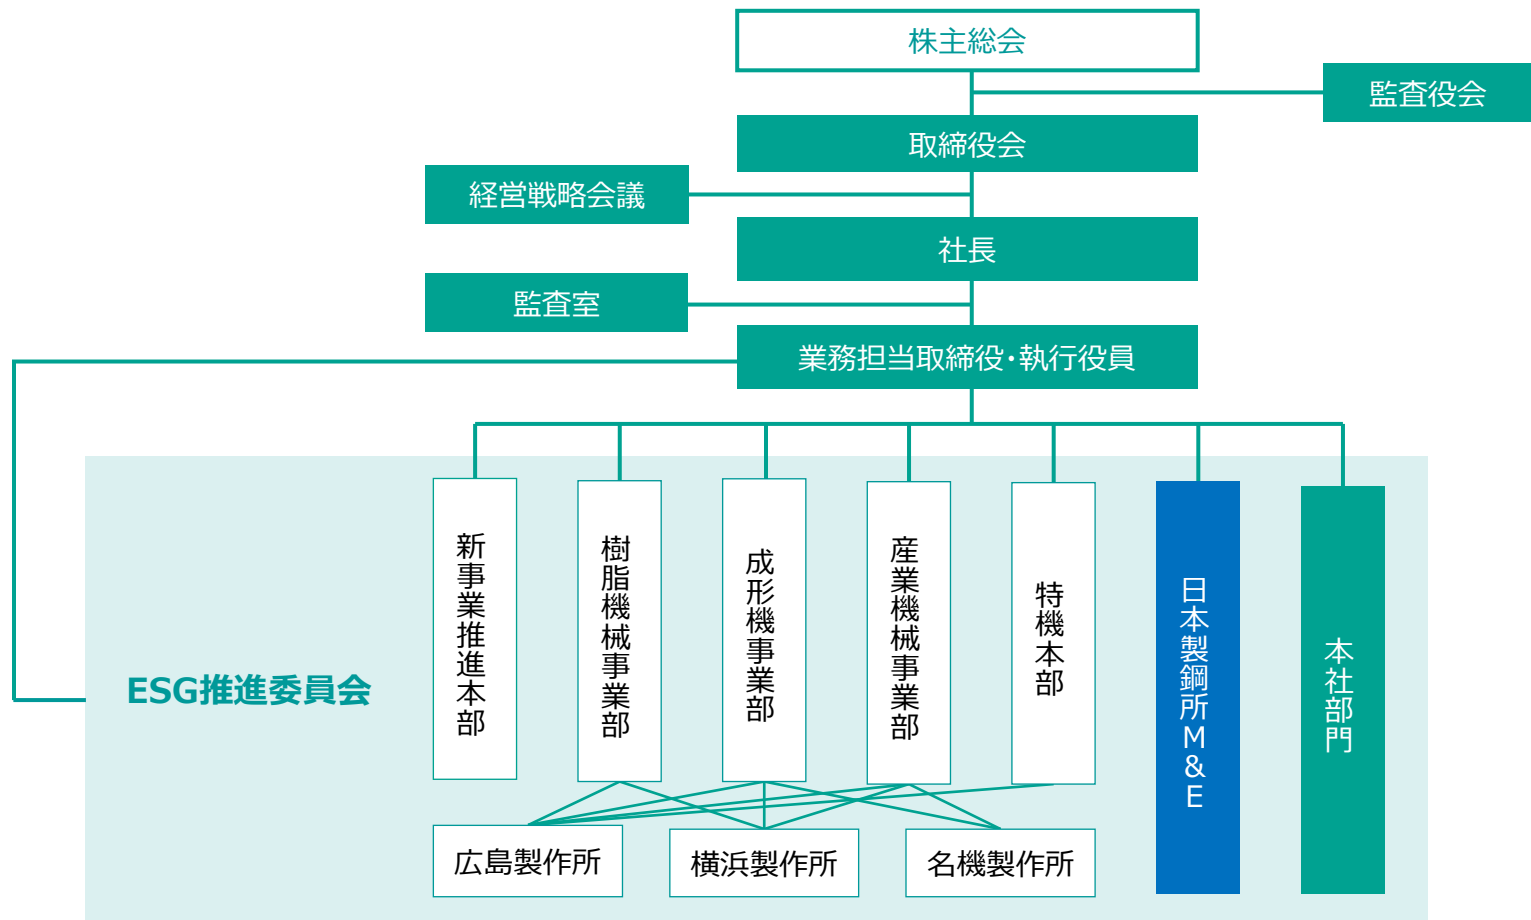 株主総会
監査役会
取締役会
経営戦略会議
社長
監査室
業務担当取締役・執行役員
ESG推進委員会
新事業推進本部
樹脂機械事業部
成形機事業部
産業機械事業部
特機本部
日本製鋼所M&E
本社部門
広島製作所
横浜製作所
名機製作所